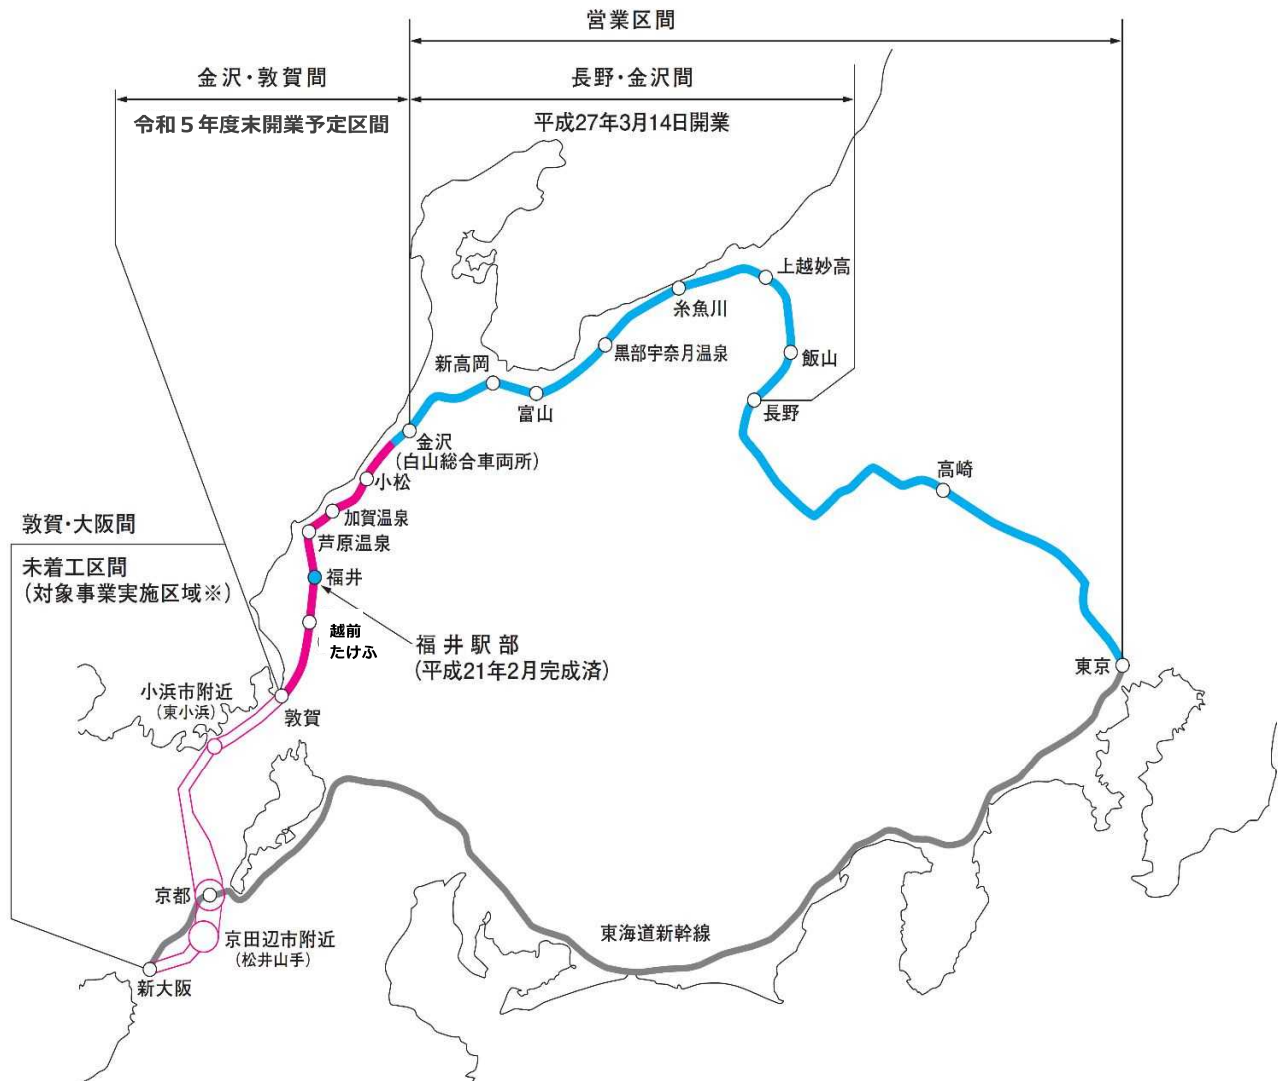 営業区間
金沢・敦賀間
長野・金沢間
令和5年度末開業予定区間
平成27年3月14日開業
上越妙高
糸魚川
黒部宇奈月温泉
飯山
新高岡
富山
長野
金沢
(白山総合車両所)
高崎
小松
加賀温泉
敦賀・大阪間
芦原温泉
未着工区間
(対象事業実施区域※)
福井
越前
たけふ
福井駅部
(平成21年2月完成済)
東京
小浜市附近
(東小浜)
敦賀
京都
東海道新幹線
京田辺市附近
(松井山手)
新大阪